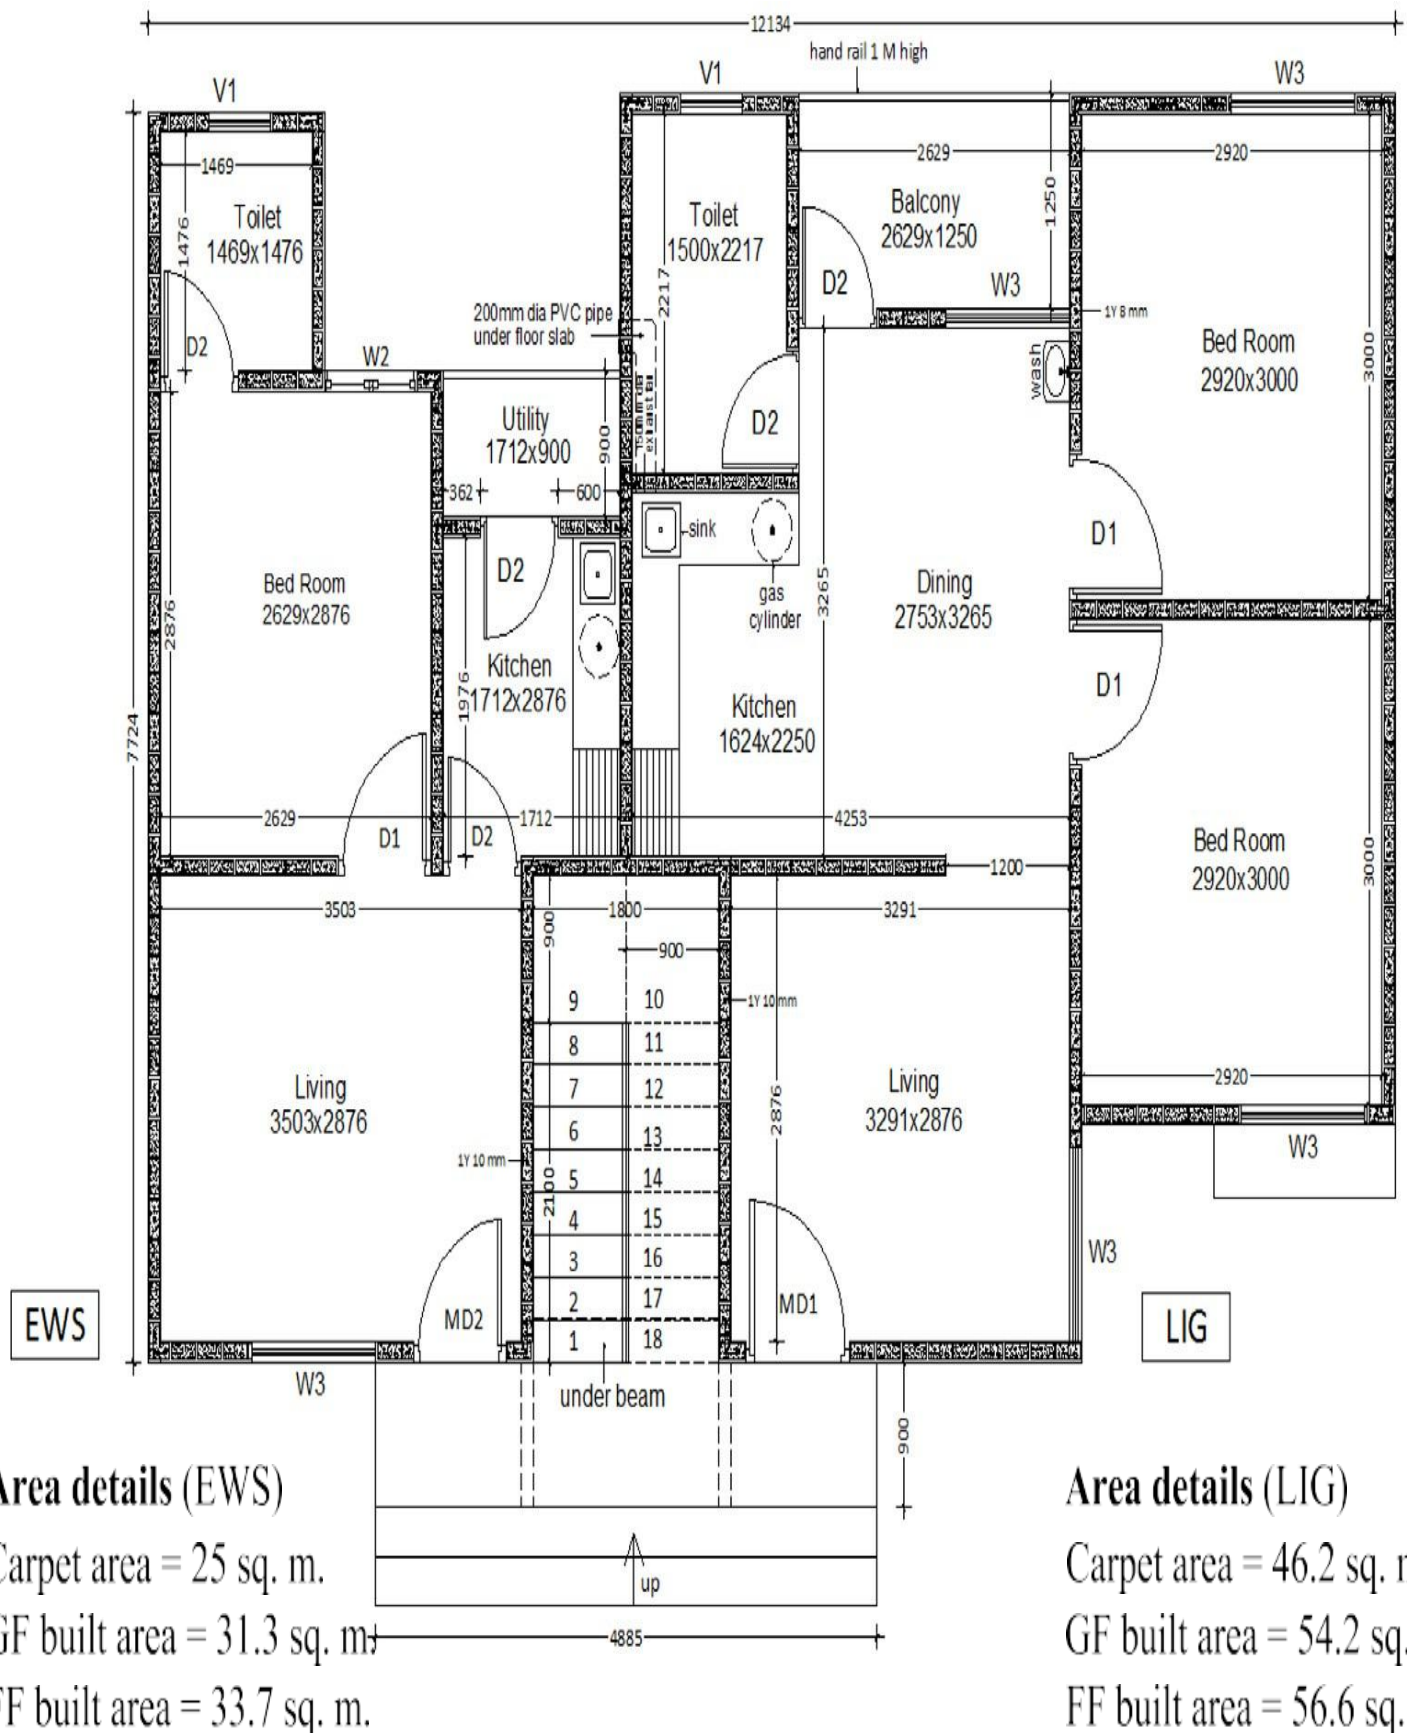 12134
hand rail 1 M high
V1
V1
W3
1469
2629
2920
Toilet
1469x1476
1476
Toilet
1500x2217
2217
Balcony
2629x1250
1250
D2
W3
200mm dia PVC pipe
under floor slab
1Y 8 mm
D2
W2
wash
Bed Room
2920x3000
3000
150mm dia
exhaust fan
D2
Utility
1712x900
900
362
600
sink
D1
D2
gas
cylinder
3265
Dining
2753x3265
Bed Room
2629x2876
2876
Kitchen
1712x2876
1976
D1
Kitchen
1624x2250
7724
2629
D1
D2
1712
4253
Bed Room
2920x3000
3000
1200
3503
1800
3291
900
900
9
10
1Y 10 mm
8
11
7
12
6
13
5
14
4
15
3
16
2
17
1
18
2100
Living
3503x2876
1Y 10 mm
Living
3291x2876
2876
2920
W3
W3
MD2
MD1
EWS
LIG
W3
under beam
900
up
4885
Area details (EWS)
Carpet area = 25 sq. m.
GF built area = 31.3 sq. m.
FF built area = 33.7 sq. m.
Area details (LIG)
Carpet area = 46.2 sq.
GF built area = 54.2 sq.
FF built area = 56.6 sq.